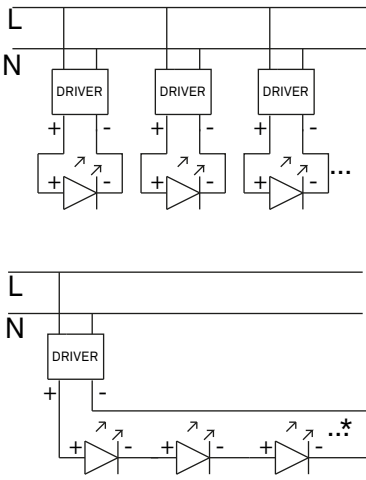 L
N
DRIVER DRIVER DRIVER
+ - + - + -
+ - + - + - ...
L
N
DRIVER
+ -
...*
+ - + - + -